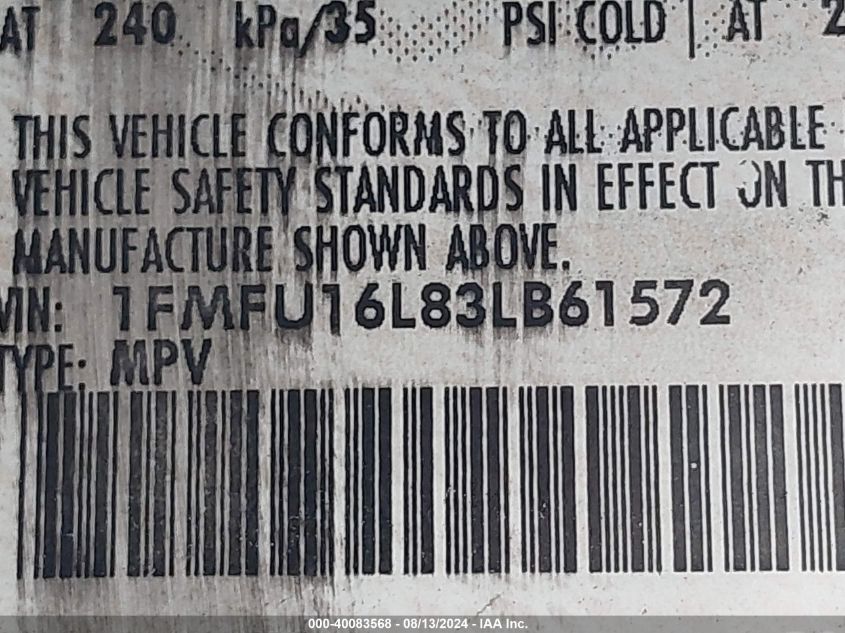 AT 240 kPa/35 PSI COLD | AT 2
THIS VEHICLE CONFORMS TO ALL APPLICABLE
VEHICLE SAFETY STANDARDS IN EFFECT ON TH
MANUFACTURE SHOWN ABOVE.
VIN: 1FMFU16L83LB61572
TYPE: MPV
000-40083568 - 08/13/2024 - IAA Inc.